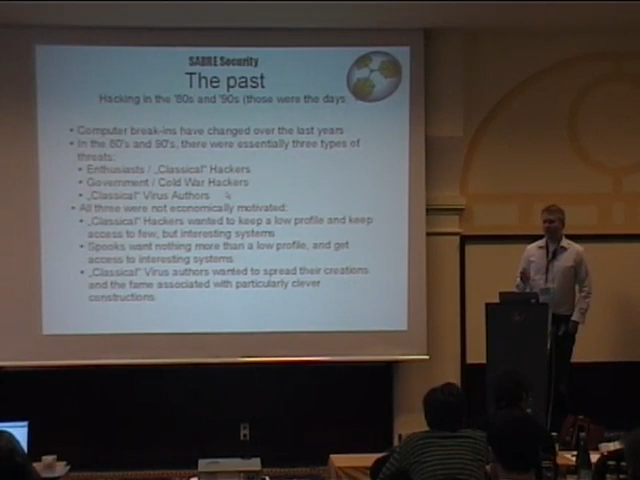 SABRE Security
The past
Hacking in the '80s and '90s (those were the days
• Computer break-ins have changed over the last years
• In the 80's and 90's, there were essentially three types of
threats:
• Enthusiasts / „Classical" Hackers
• Government / Cold War Hackers
• „Classical" Virus Authors
• All three were not economically motivated:
• „Classical" Hackers wanted to keep a low profile and keep
access to few, but interesting systems
• Spooks want nothing more than a low profile, and get
access to interesting systems
• „Classical" Virus authors wanted to spread their creations
and the fame associated with particularly clever
constructions